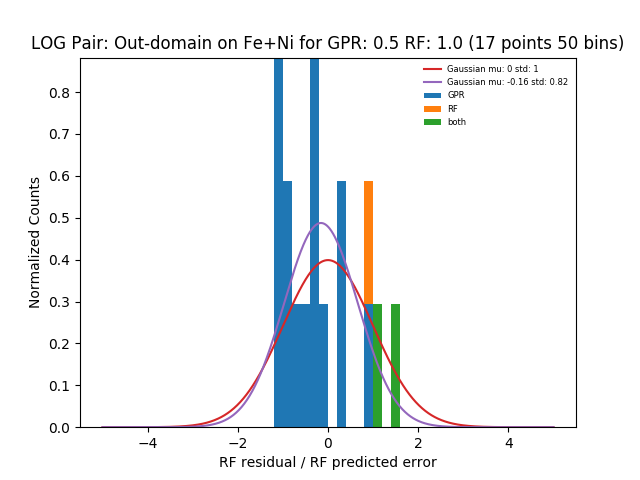 LOG Pair: Out-domain on Fe+Ni for GPR: 0.5 RF: 1.0 (17 points 50 bins)
Gaussian mu: 0 std: 1
Gaussian mu: -0.16 std: 0.82
GPR
RF
both
Normalized Counts
0.8
0.7
0.6
0.5
0.4
0.3
0.2
0.1
0.0
−4
−2
0
2
4
RF residual / RF predicted error